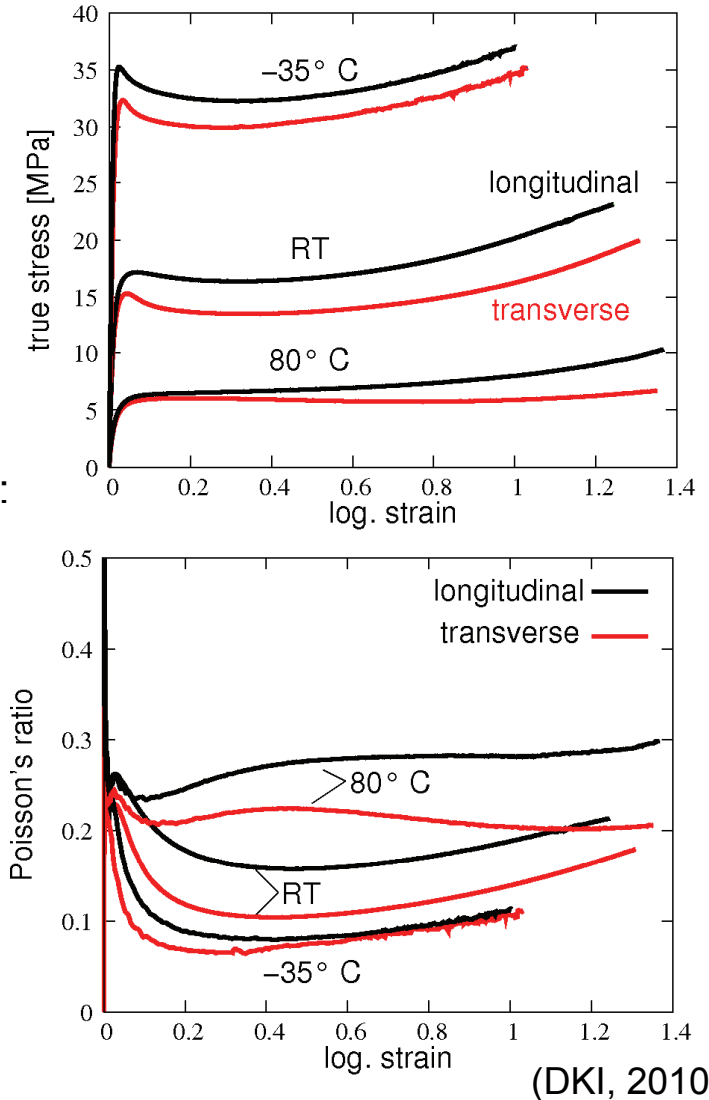 40
35
30
25
20
15
10
5
0
true stress [MPa]
−35° C
longitudinal
RT
transverse
80° C
0 0.2 0.4 0.6 0.8 1 1.2 1.4
log. strain
:
0.5
0.4
0.3
0.2
0.1
0
Poisson's ratio
longitudinal
transverse
80° C
RT
−35° C
0 0.2 0.4 0.6 0.8 1 1.2 1.4
log. strain
(DKI, 2010